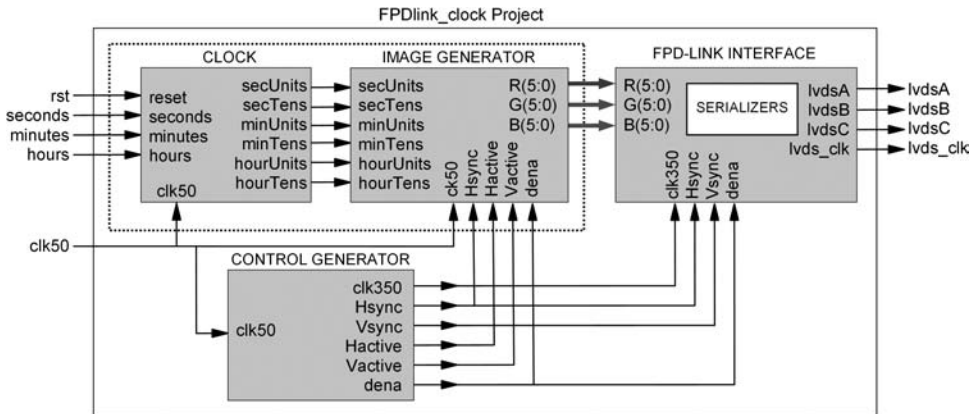 FPDlink_clock Project
CLOCK
IMAGE GENERATOR
FPD-LINK INTERFACE
rst
seconds
minutes
hours
reset
seconds
minutes
hours
clk50
secUnits
secTens
minUnits
minTens
hourUnits
hourTens
secUnits
secTens
minUnits
minTens
hourUnits
hourTens
R(5:0)
G(5:0)
B(5:0)
ck50
Hsync
Hactive
Vactive
dena
R(5:0)
G(5:0)
B(5:0)
SERIALIZERS
lvdsA
lvdsB
lvdsC
lvds_clk
clk350
Hsync
Vsync
dena
lvdsA
lvdsB
lvdsC
lvds_clk
clk50
CONTROL GENERATOR
clk50
clk350
Hsync
Vsync
Hactive
Vactive
dena